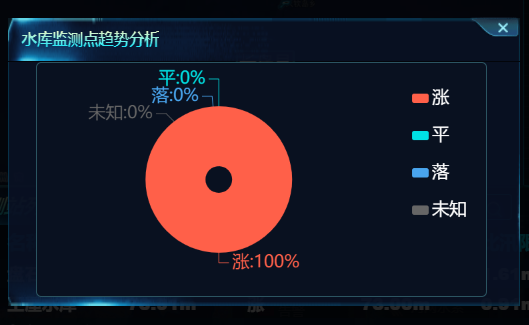 水库监测点趋势分析
平:0%
落:0%
未知:0%
涨:100%
涨
平
落
未知